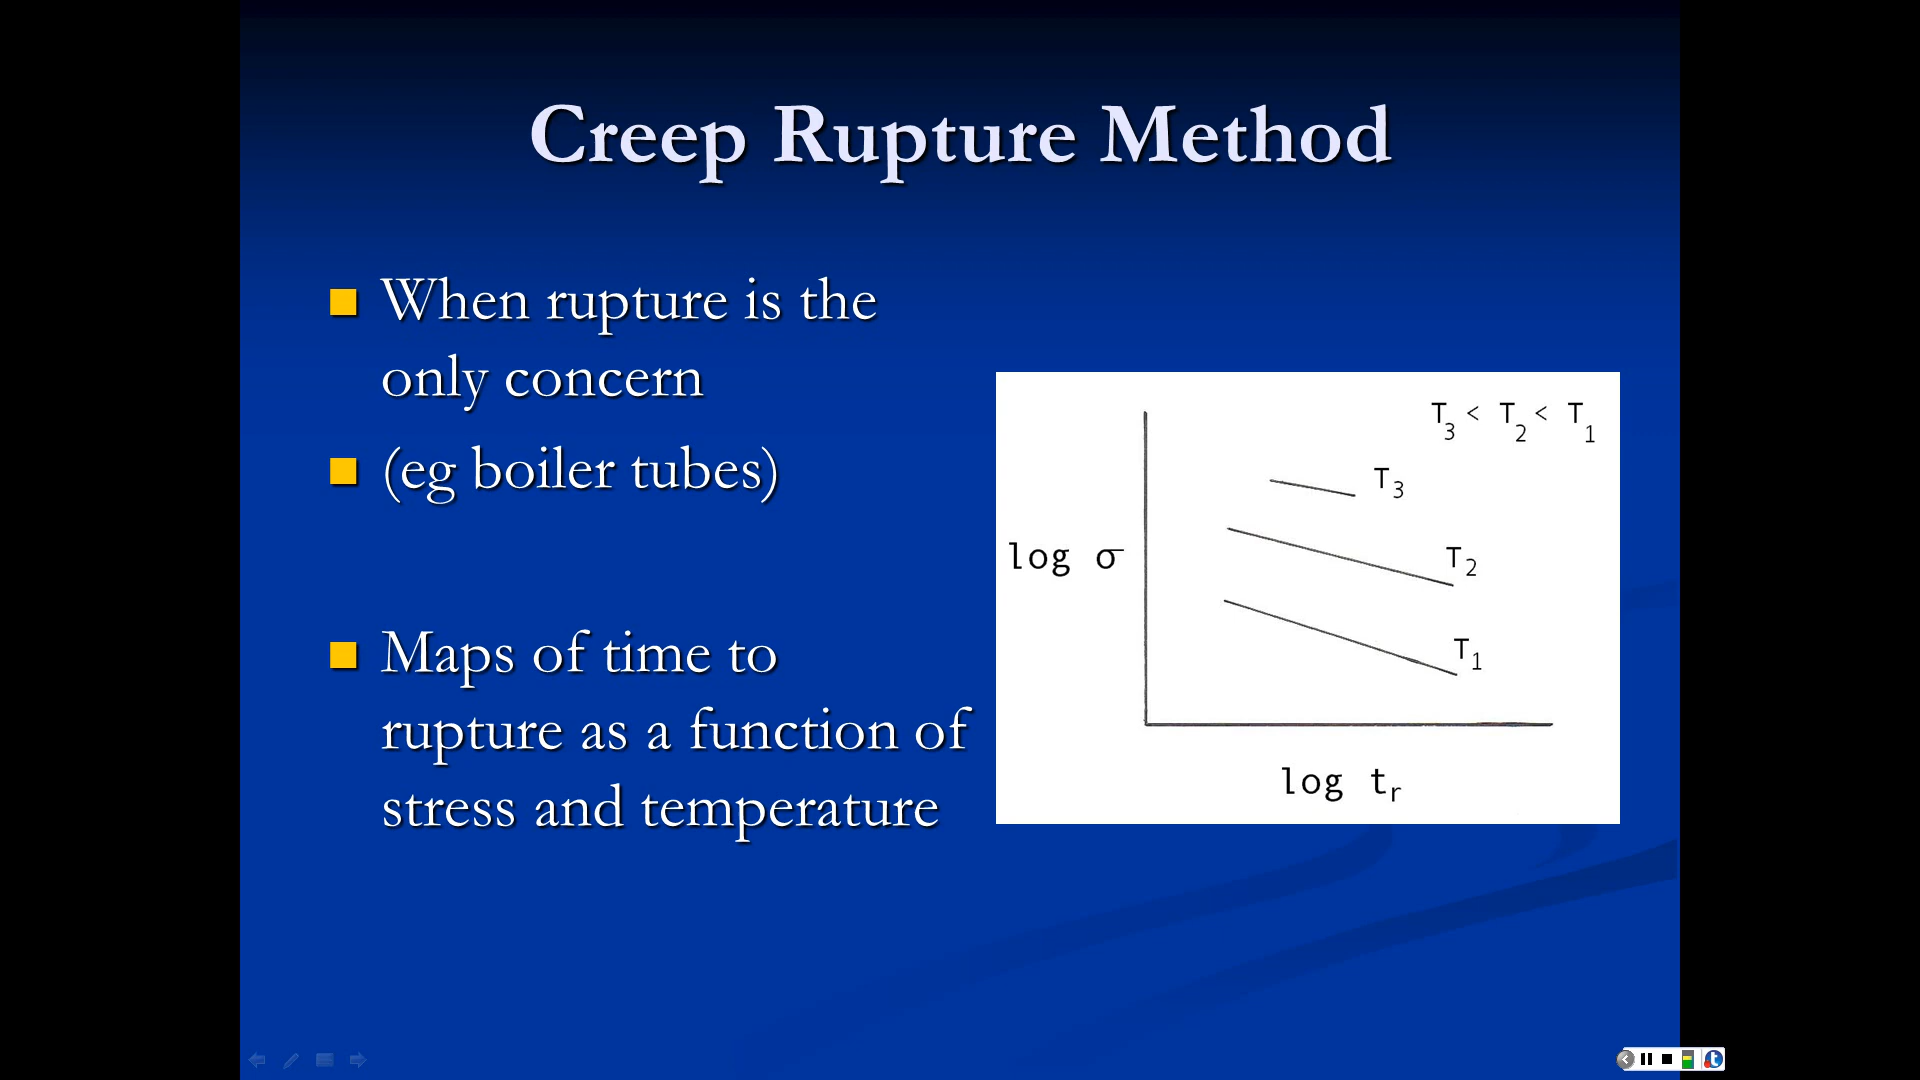 Creep Rupture Method
When rupture is the
only concern
(eg boiler tubes)
Maps of time to
rupture as a function of
stress and temperature
T3 < T2 < T1
T3
log σ
T2
T1
log tr